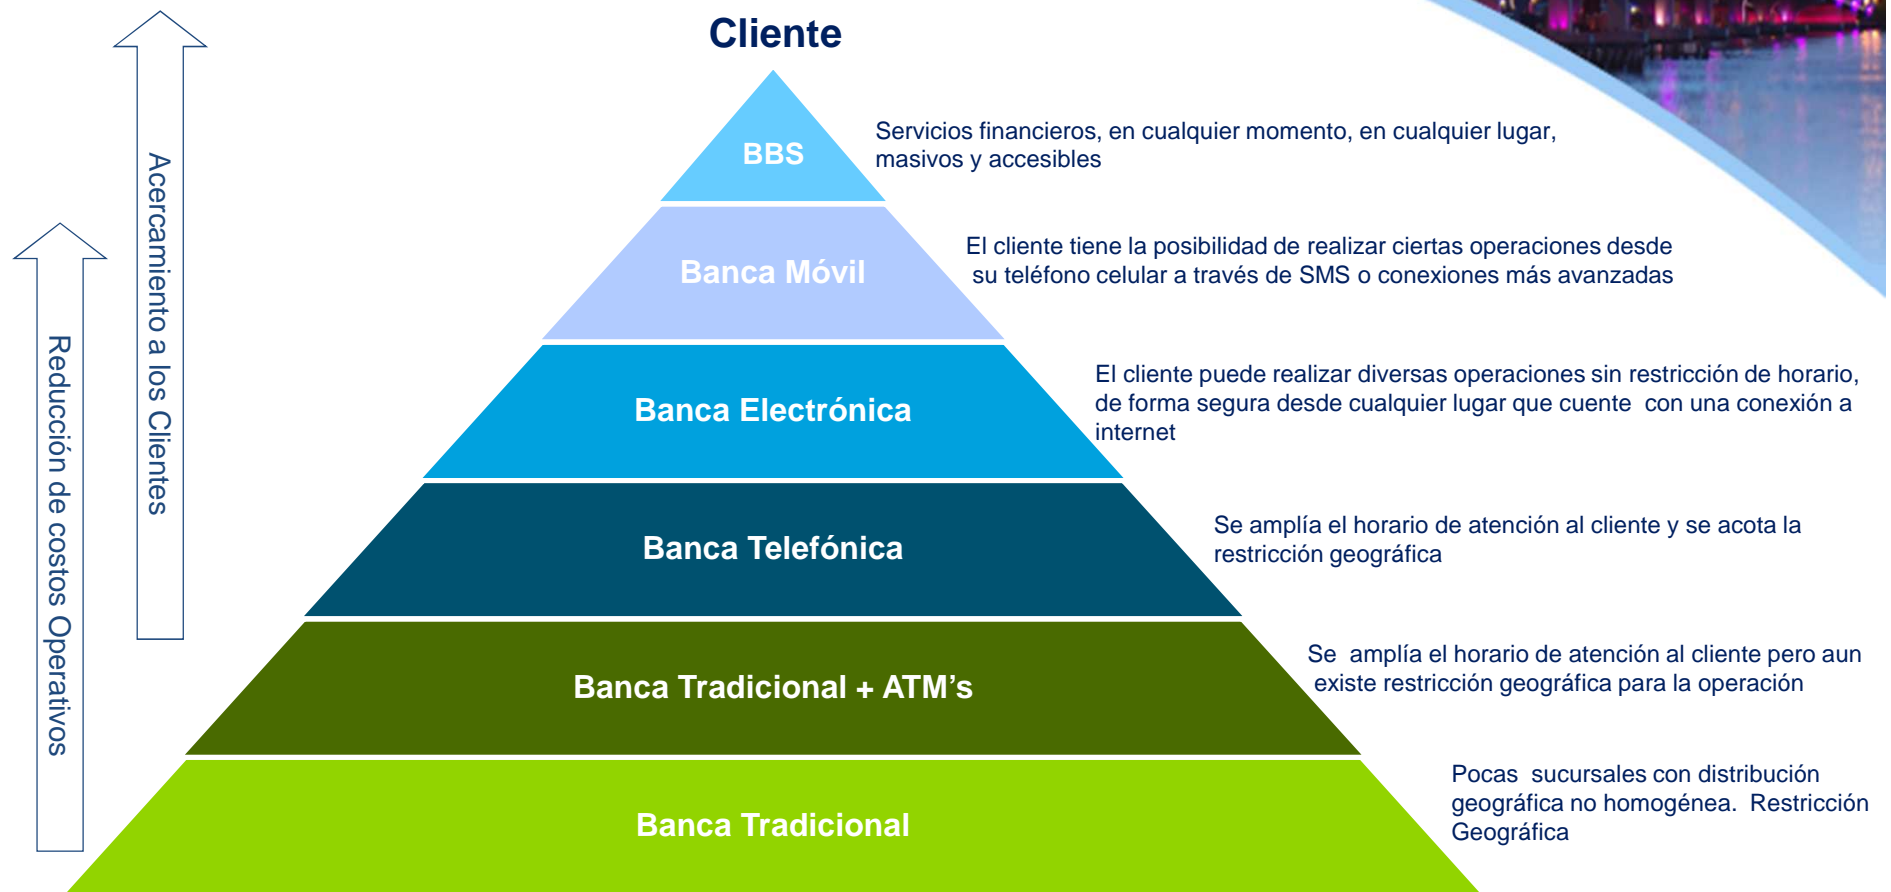 Cliente
Acercamiento a los Clientes
Reducción de costos Operativos
BBS
Servicios financieros, en cualquier momento, en cualquier lugar,
masivos y accesibles
Banca Móvil
El cliente tiene la posibilidad de realizar ciertas operaciones desde
su teléfono celular a través de SMS o conexiones más avanzadas
Banca Electrónica
El cliente puede realizar diversas operaciones sin restricción de horario,
de forma segura desde cualquier lugar que cuente con una conexión a
internet
Banca Telefónica
Se amplía el horario de atención al cliente y se acota la
restricción geográfica
Banca Tradicional + ATM's
Se amplía el horario de atención al cliente pero aun
existe restricción geográfica para la operación
Banca Tradicional
Pocas sucursales con distribución
geográfica no homogénea. Restricción
Geográfica